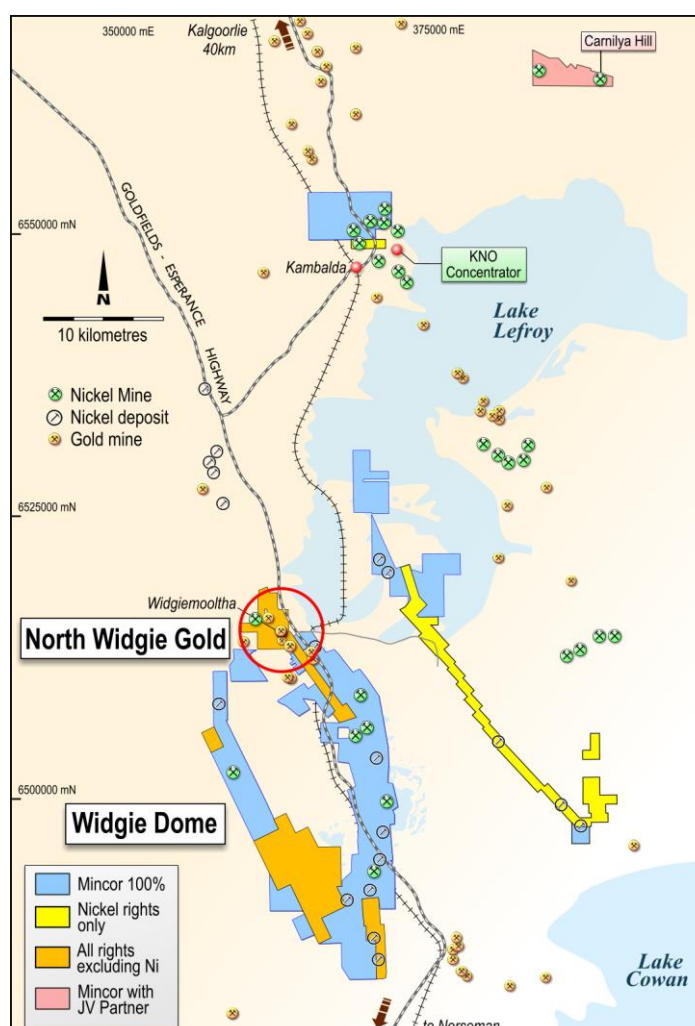 350000 mE
375000 mE
Kalgoorlie
40km
Carnilya Hill
6550000 mN
GOLDFIELDS - ESPERANCE HIGHWAY
Kambalda
KNO
Concentrator
N
10 kilometres
Lake
Lefroy
Nickel Mine
Nickel deposit
Gold mine
6525000 mN
Widgiemooltha
North Widgie Gold
6500000 mN
Widgie Dome
Mincor 100%
Nickel rights
only
All rights
excluding Ni
Mincor with
JV Partner
Lake
Cowan
to Norseman